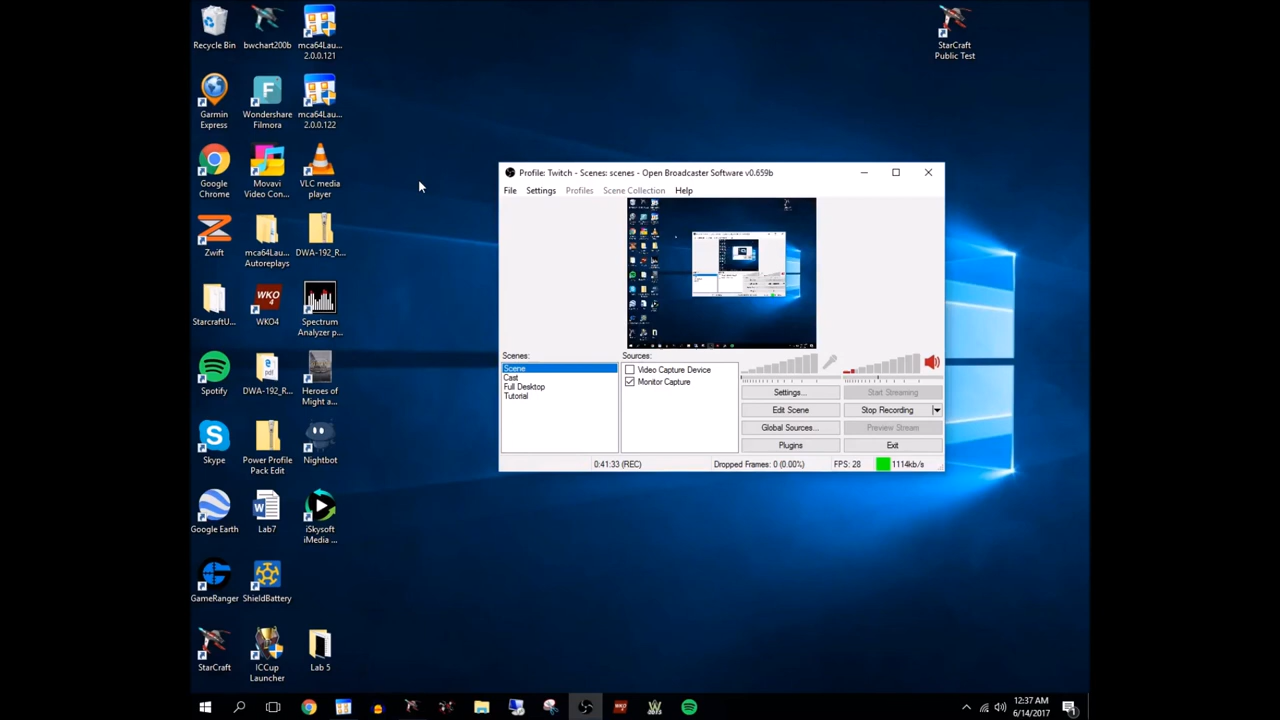 Recycle Bin
bwchart200b
mca64Lau...
2.0.0.121
StarCraft
Public Test
Garmin
Express
Wondershare
Filmora
mca64Lau...
2.0.0.122
Google
Chrome
Movavi
Video Con...
VLC media
player
Zwift
mca64Lau...
Autoreplays
DWA-192_R...
StarcraftU...
WKO4
Spectrum
Analyzer p...
Spotify
DWA-192_R...
Heroes of
Might a...
Skype
Power Profile
Pack Edit
Nightbot
Google Earth
Lab7
iSkysoft
iMedia ...
GameRanger
ShieldBattery
StarCraft
ICCup
Launcher
Lab 5
Profile: Twitch - Scenes: scenes - Open Broadcaster Software v0.659b
File Settings Profiles Scene Collection Help
Scenes:
Scene
Cast
Full Desktop
Tutorial
Sources:
Video Capture Device
Monitor Capture
Settings...
Start Streaming
Edit Scene
Stop Recording
Global Sources...
Preview Stream
Plugins
Exit
0:41:33 (REC)
Dropped Frames: 0 (0.00%)
FPS: 28
1114kb/s
12:37 AM
6/14/2017